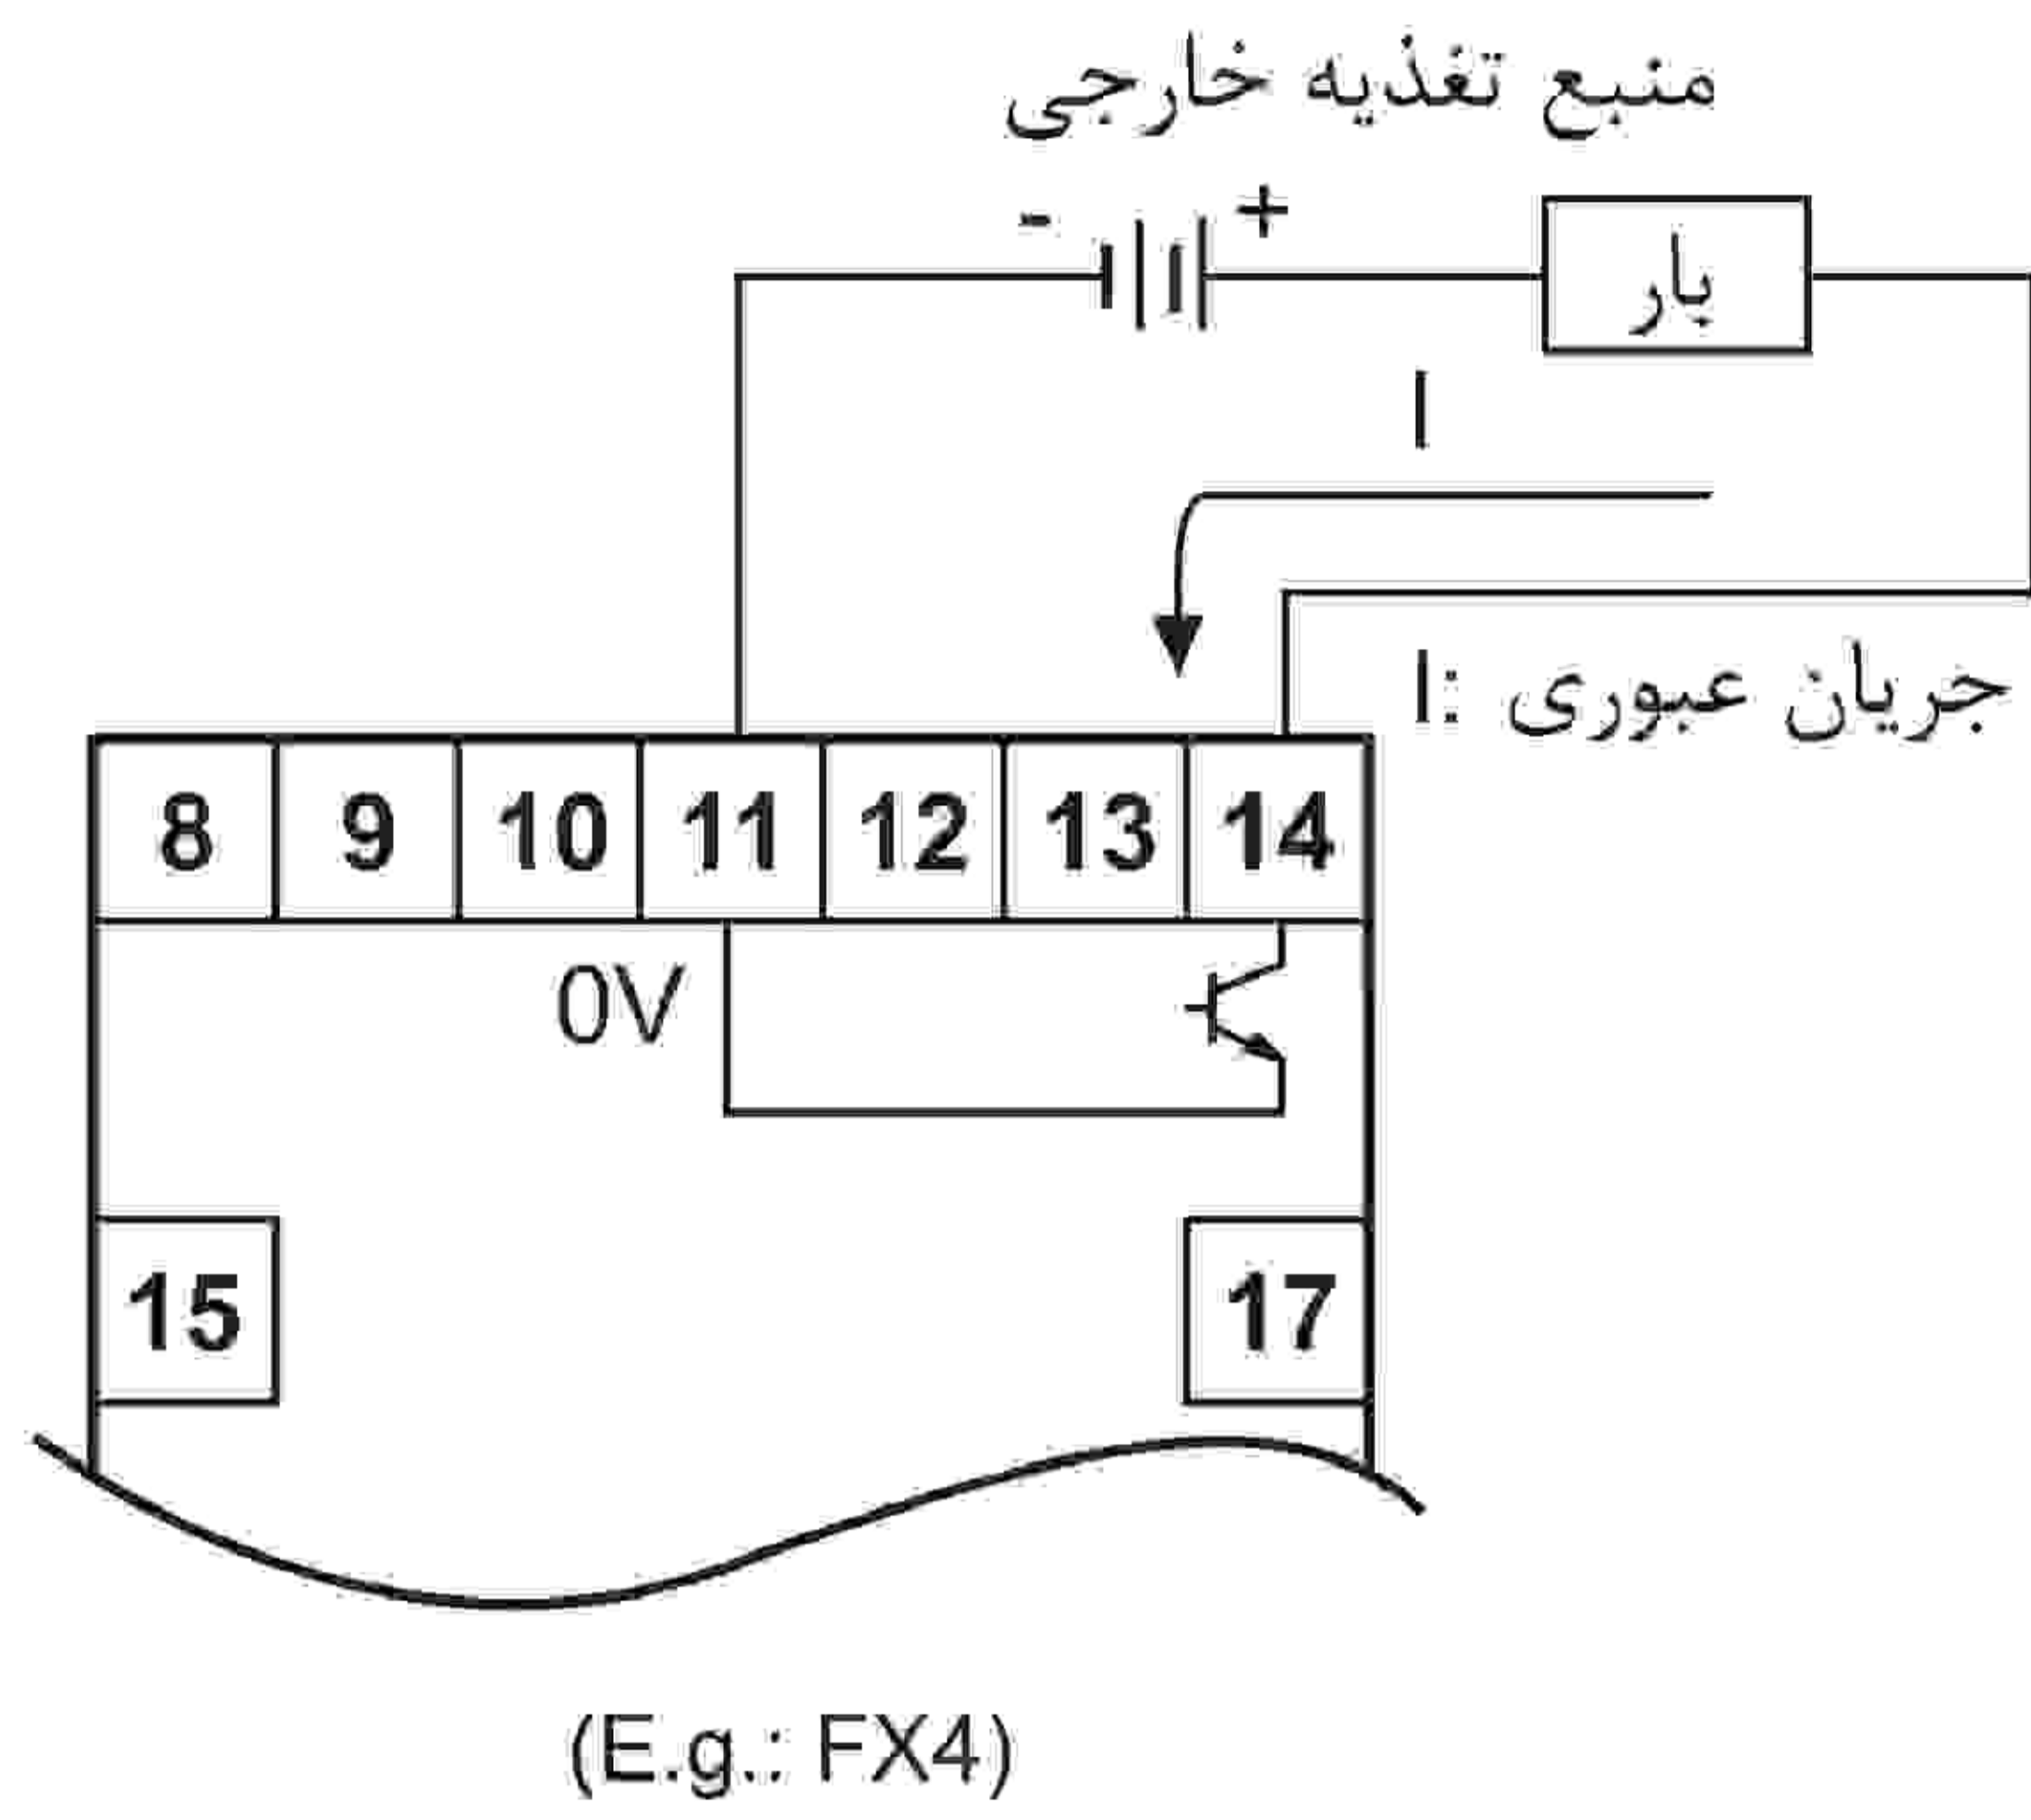 منبع تغذیه خارجی
- +
بار
I
I: جریان عبوری
8 9 10 11 12 13 14
0V
15 17
(E.g.: FX4)